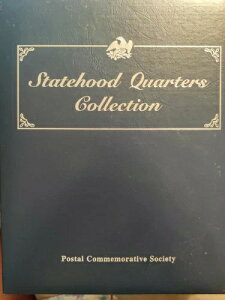 Statehood Quarters
Collection
Postal Commemorative Society